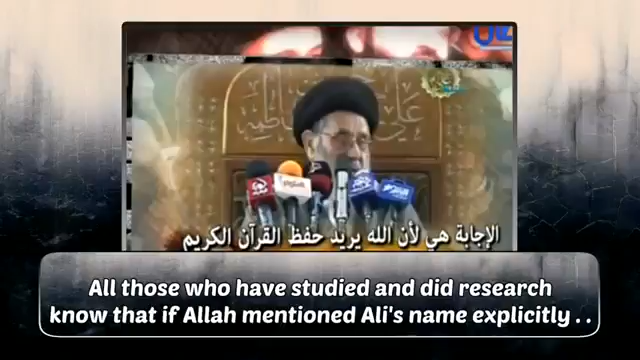 الإجابة هي لأن الله يريد حفظ القرآن الكريم
All those who have studied and did research
know that if Allah mentioned Ali's name explicitly . .